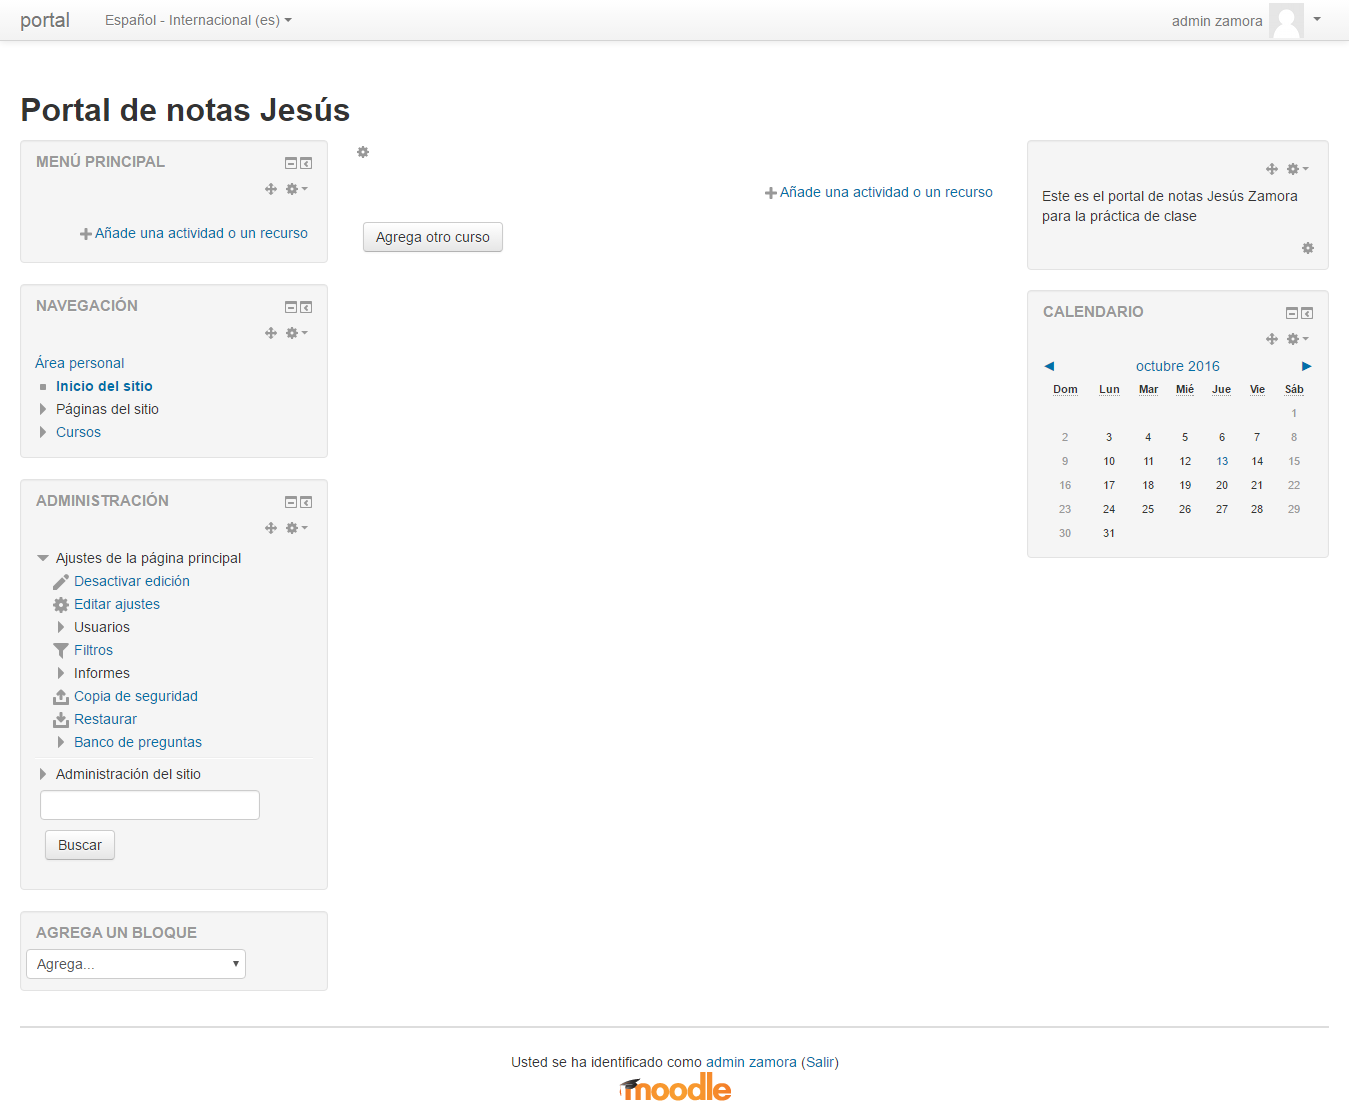 portal
Español - Internacional (es)
admin zamora
Portal de notas Jesús
MENÚ PRINCIPAL
Añade una actividad o un recurso
NAVEGACIÓN
Área personal
Inicio del sitio
Páginas del sitio
Cursos
ADMINISTRACIÓN
Ajustes de la página principal
Desactivar edición
Editar ajustes
Usuarios
Filtros
Informes
Copia de seguridad
Restaurar
Banco de preguntas
Administración del sitio
Buscar
AGREGA UN BLOQUE
Agrega...
Añade una actividad o un recurso
Agrega otro curso
Este es el portal de notas Jesús Zamora
para la práctica de clase
CALENDARIO
◀ octubre 2016 ▶
Dom Lun Mar Mié Jue Vie Sáb
1
2 3 4 5 6 7 8
9 10 11 12 13 14 15
16 17 18 19 20 21 22
23 24 25 26 27 28 29
30 31
Usted se ha identificado como admin zamora (Salir)
moodle